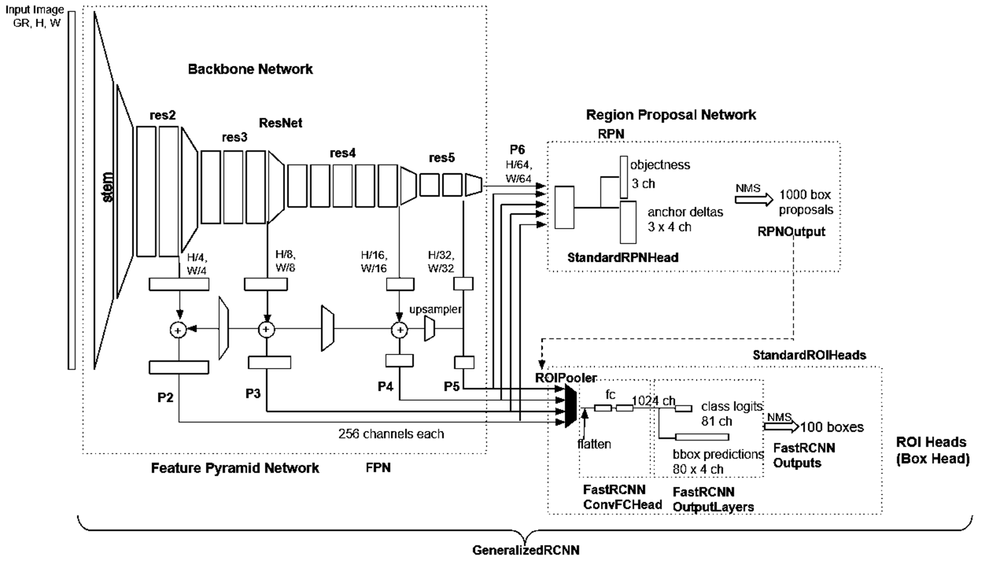 Input Image
GR, H, W
Backbone Network
ResNet
stem
res2
res3
res4
res5
P6
H/64,
W/64
Region Proposal Network
RPN
objectness
3 ch
anchor deltas
3 x 4 ch
StandardRPNHead
NMS
1000 box
proposals
RPNOutput
H/4,
W/4
H/8,
W/8
H/16,
W/16
H/32,
W/32
upsampler
+
+
+
P2
P3
P4
P5
256 channels each
Feature Pyramid Network
FPN
StandardROIHeads
ROIPooler
fc
1024 ch
flatten
class logits
81 ch
bbox predictions
80 x 4 ch
NMS
100 boxes
FastRCNN
Outputs
FastRCNN
ConvFCHead
FastRCNN
OutputLayers
ROI Heads
(Box Head)
GeneralizedRCNN